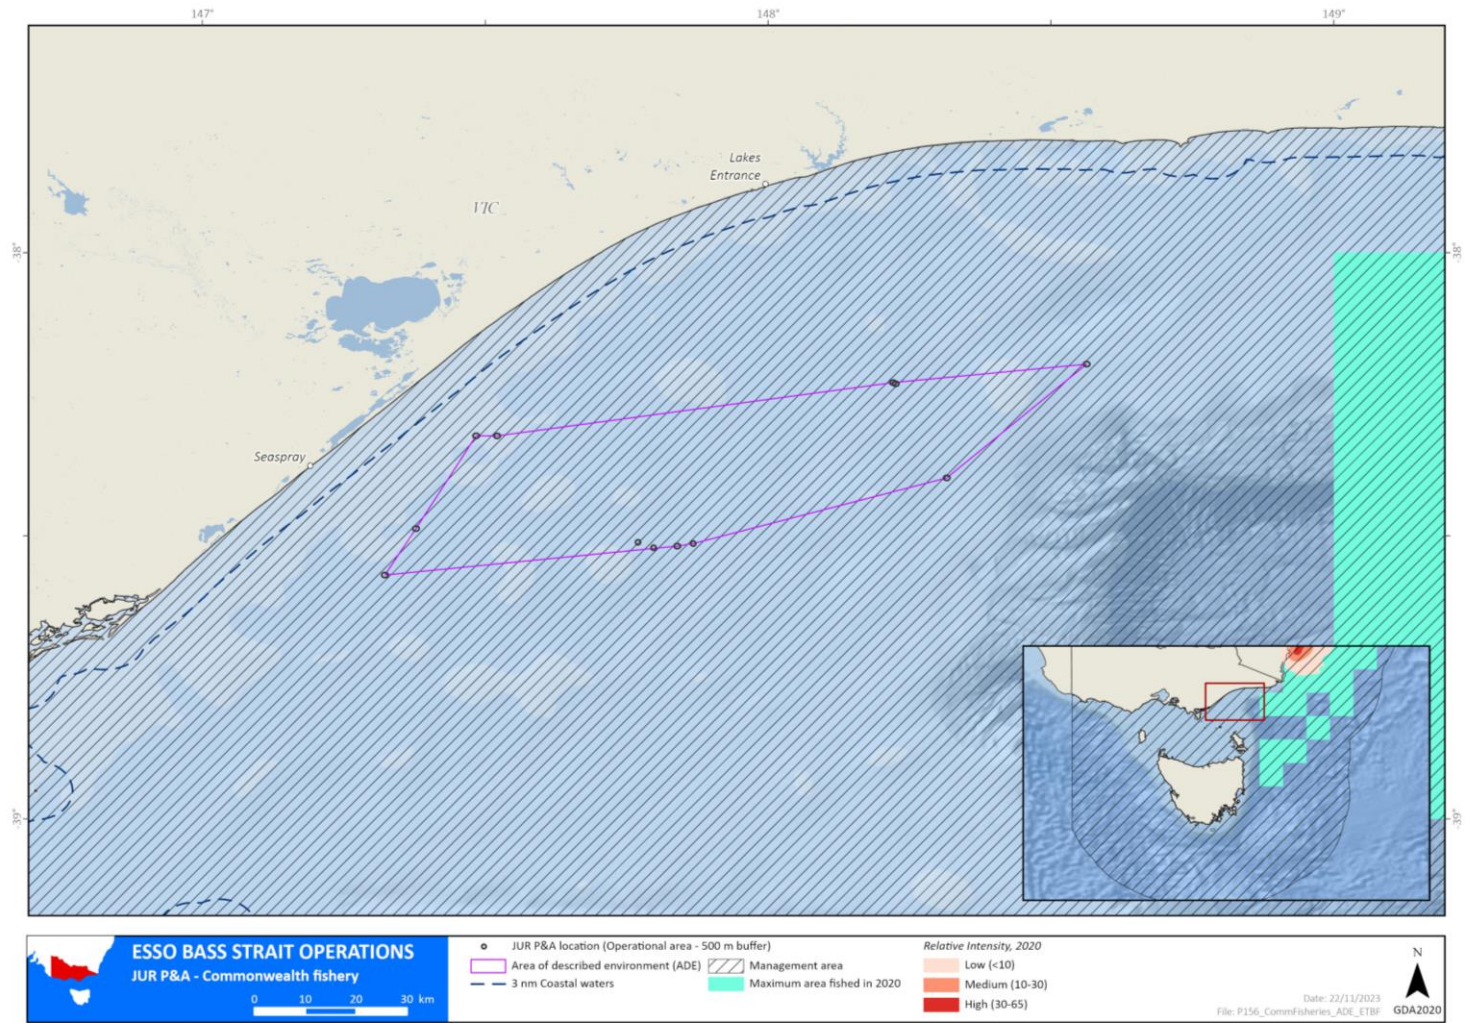 147°
148°
149°
Lakes
Entrance
VIC
-38°
-38°
Seaspray
-39°
-39°
ESSO BASS STRAIT OPERATIONS
JUR P&A - Commonwealth fishery
0 10 20 30 km
JUR P&A location (Operational area - 500 m buffer)
Area of described environment (ADE)
3 nm Coastal waters
Management area
Maximum area fished in 2020
Relative Intensity, 2020
Low (<10)
Medium (10-30)
High (30-65)
N
Date: 22/11/2023
File: P156_CommFisheries_ADE_ETBF
GDA2020